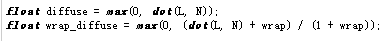 float diffuse = max(0, dot(L, N));
float wrap_diffuse = max(0, (dot(L, N) + wrap) / (1 + wrap));